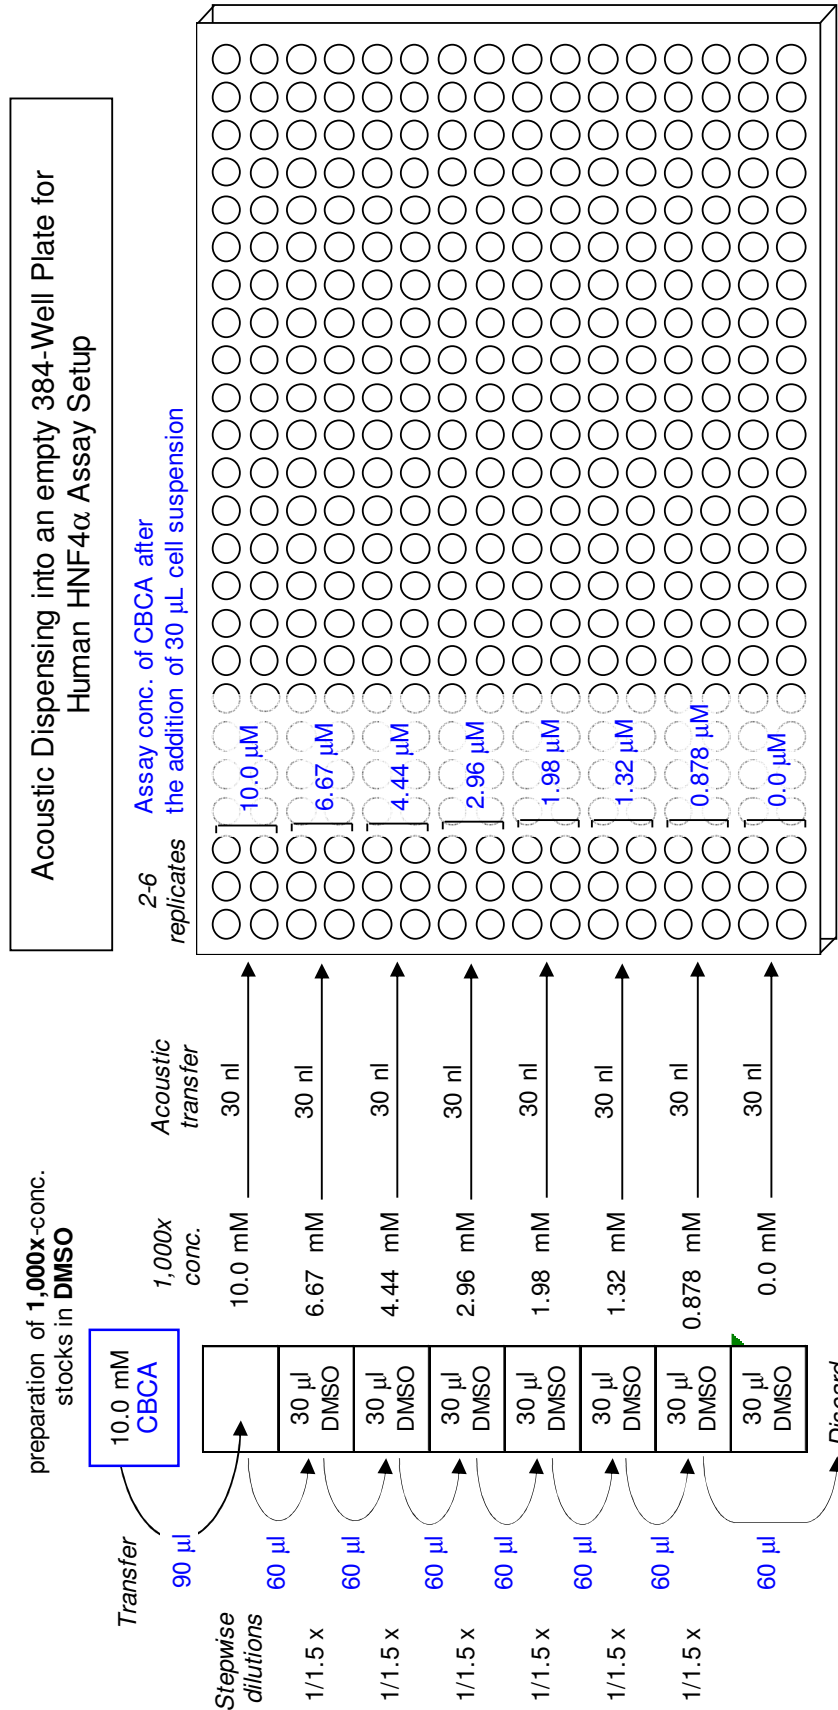 Acoustic Dispensing into an empty 384-Well Plate for
Human HNF4α Assay Setup
preparation of 1,000x-conc.
stocks in DMSO
10.0 mM
CBCA
Transfer
90 µl
Stepwise
dilutions
1,000x
conc.
Acoustic
transfer
2-6
replicates
Assay conc. of CBCA after
the addition of 30 µL cell suspension
10.0 mM
30 nl
10.0 µM
60 µl
1/1.5 x
30 µl
DMSO
6.67 mM
30 nl
6.67 µM
60 µl
1/1.5 x
30 µl
DMSO
4.44 mM
30 nl
4.44 µM
60 µl
1/1.5 x
30 µl
DMSO
2.96 mM
30 nl
2.96 µM
60 µl
1/1.5 x
30 µl
DMSO
1.98 mM
30 nl
1.98 µM
60 µl
1/1.5 x
30 µl
DMSO
1.32 mM
30 nl
1.32 µM
60 µl
1/1.5 x
30 µl
DMSO
0.878 mM
30 nl
0.878 µM
60 µl
30 µl
DMSO
0.0 mM
30 nl
0.0 µM
Discard